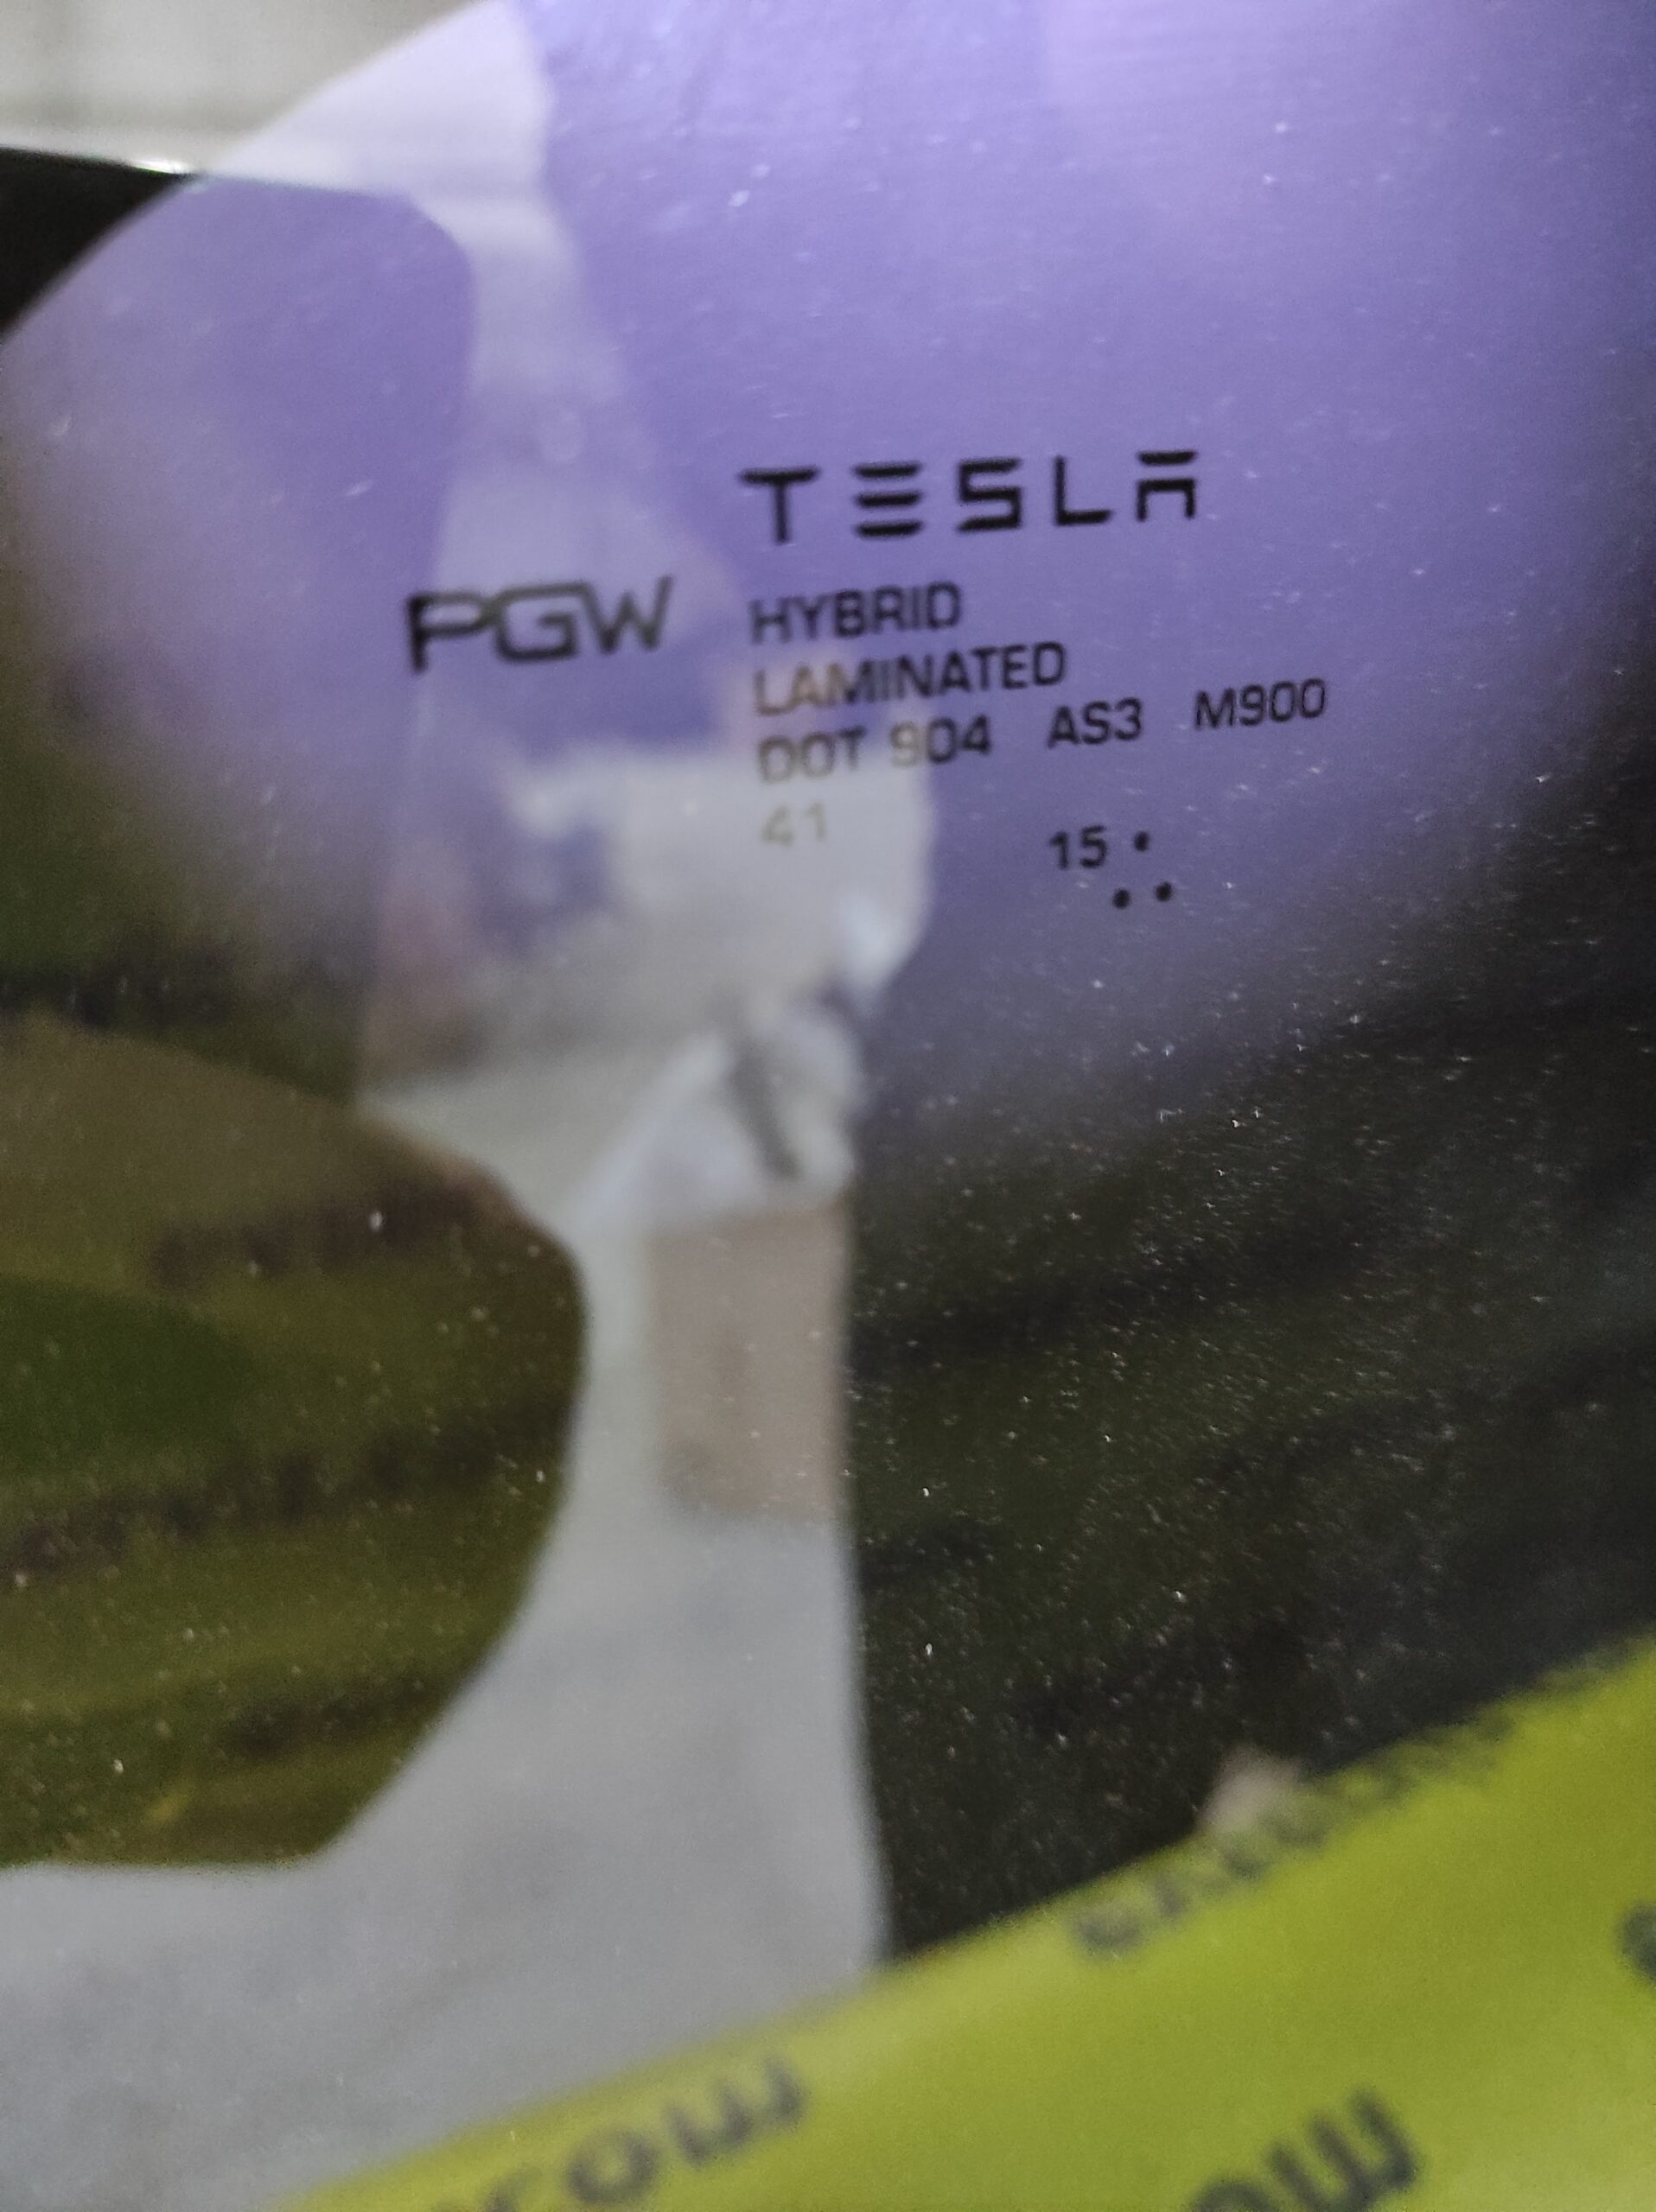 TESLA
PGW HYBRID
LAMINATED
DOT 904 AS3 M900
41 15